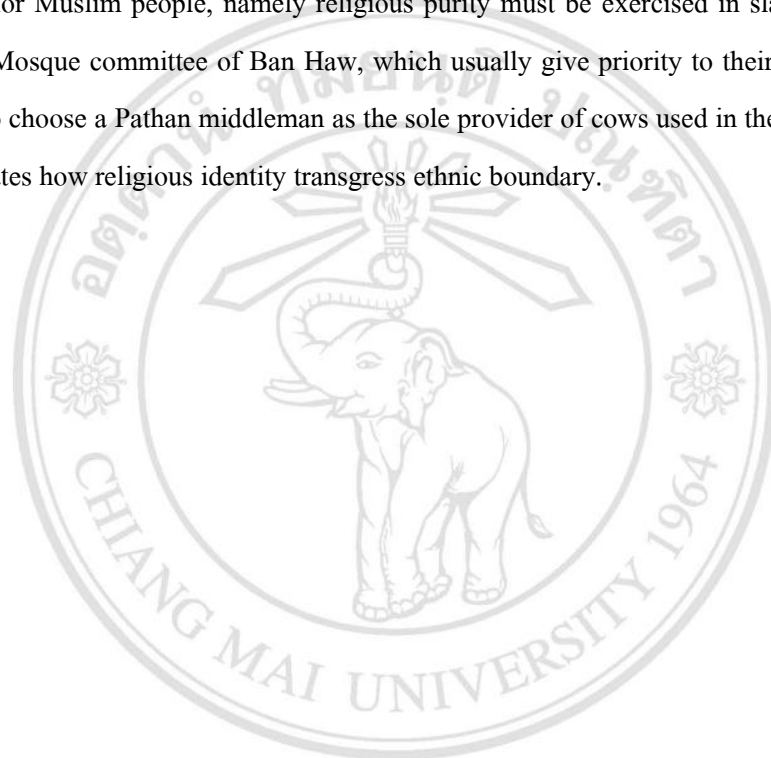 for Muslim people, namely religious purity must be exercised in
Mosque committee of Ban Haw, which usually give priority to their
choose a Pathan middleman as the sole provider of cows used in the
how religious identity transgress ethnic boundary.
CHIANG MAI UNIVERSITY 1964